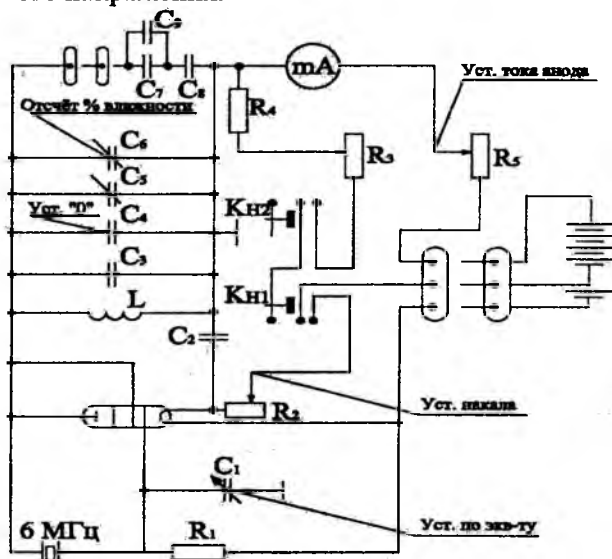 C₉
C₇
C₈
mA
Уст. тока анода
Отсчёт % влажности
R₄
C₆
R₃
R₅
C₅
Уст. "0"
C₄
Кн2
C₃
Кн1
L
C₂
R₂
Уст. накала
C₁
6 МГц
R₁
Уст. по экв-ту